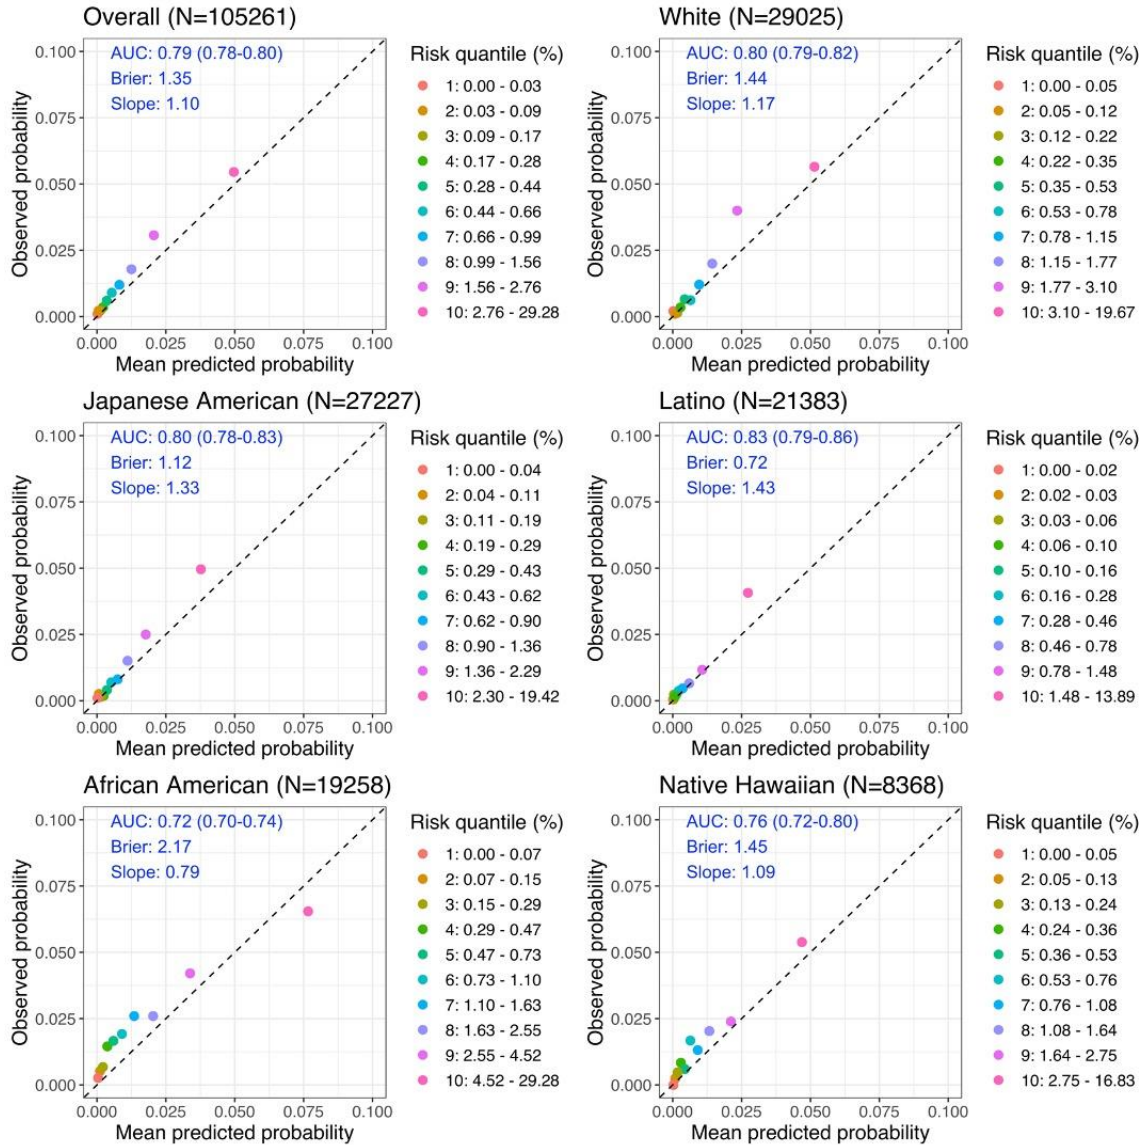 Overall (N=105261)
AUC: 0.79 (0.78-0.80)
Brier: 1.35
Slope: 1.10
Observed probability
0.100
0.075
0.050
0.025
0.000
0.000 0.025 0.050 0.075 0.100
Mean predicted probability
Risk quantile (%)
1: 0.00 - 0.03
2: 0.03 - 0.09
3: 0.09 - 0.17
4: 0.17 - 0.28
5: 0.28 - 0.44
6: 0.44 - 0.66
7: 0.66 - 0.99
8: 0.99 - 1.56
9: 1.56 - 2.76
10: 2.76 - 29.28
White (N=29025)
AUC: 0.80 (0.79-0.82)
Brier: 1.44
Slope: 1.17
Observed probability
0.100
0.075
0.050
0.025
0.000
0.000 0.025 0.050 0.075 0.100
Mean predicted probability
Risk quantile (%)
1: 0.00 - 0.05
2: 0.05 - 0.12
3: 0.12 - 0.22
4: 0.22 - 0.35
5: 0.35 - 0.53
6: 0.53 - 0.78
7: 0.78 - 1.15
8: 1.15 - 1.77
9: 1.77 - 3.10
10: 3.10 - 19.67
Japanese American (N=27227)
AUC: 0.80 (0.78-0.83)
Brier: 1.12
Slope: 1.33
Observed probability
0.100
0.075
0.050
0.025
0.000
0.000 0.025 0.050 0.075 0.100
Mean predicted probability
Risk quantile (%)
1: 0.00 - 0.04
2: 0.04 - 0.11
3: 0.11 - 0.19
4: 0.19 - 0.29
5: 0.29 - 0.43
6: 0.43 - 0.62
7: 0.62 - 0.90
8: 0.90 - 1.36
9: 1.36 - 2.29
10: 2.30 - 19.42
Latino (N=21383)
AUC: 0.83 (0.79-0.86)
Brier: 0.72
Slope: 1.43
Observed probability
0.100
0.075
0.050
0.025
0.000
0.000 0.025 0.050 0.075 0.100
Mean predicted probability
Risk quantile (%)
1: 0.00 - 0.02
2: 0.02 - 0.03
3: 0.03 - 0.06
4: 0.06 - 0.10
5: 0.10 - 0.16
6: 0.16 - 0.28
7: 0.28 - 0.46
8: 0.46 - 0.78
9: 0.78 - 1.48
10: 1.48 - 13.89
African American (N=19258)
AUC: 0.72 (0.70-0.74)
Brier: 2.17
Slope: 0.79
Observed probability
0.100
0.075
0.050
0.025
0.000
0.000 0.025 0.050 0.075 0.100
Mean predicted probability
Risk quantile (%)
1: 0.00 - 0.07
2: 0.07 - 0.15
3: 0.15 - 0.29
4: 0.29 - 0.47
5: 0.47 - 0.73
6: 0.73 - 1.10
7: 1.10 - 1.63
8: 1.63 - 2.55
9: 2.55 - 4.52
10: 4.52 - 29.28
Native Hawaiian (N=8368)
AUC: 0.76 (0.72-0.80)
Brier: 1.45
Slope: 1.09
Observed probability
0.100
0.075
0.050
0.025
0.000
0.000 0.025 0.050 0.075 0.100
Mean predicted probability
Risk quantile (%)
1: 0.00 - 0.05
2: 0.05 - 0.13
3: 0.13 - 0.24
4: 0.24 - 0.36
5: 0.36 - 0.53
6: 0.53 - 0.76
7: 0.76 - 1.08
8: 1.08 - 1.64
9: 1.64 - 2.75
10: 2.75 - 16.83